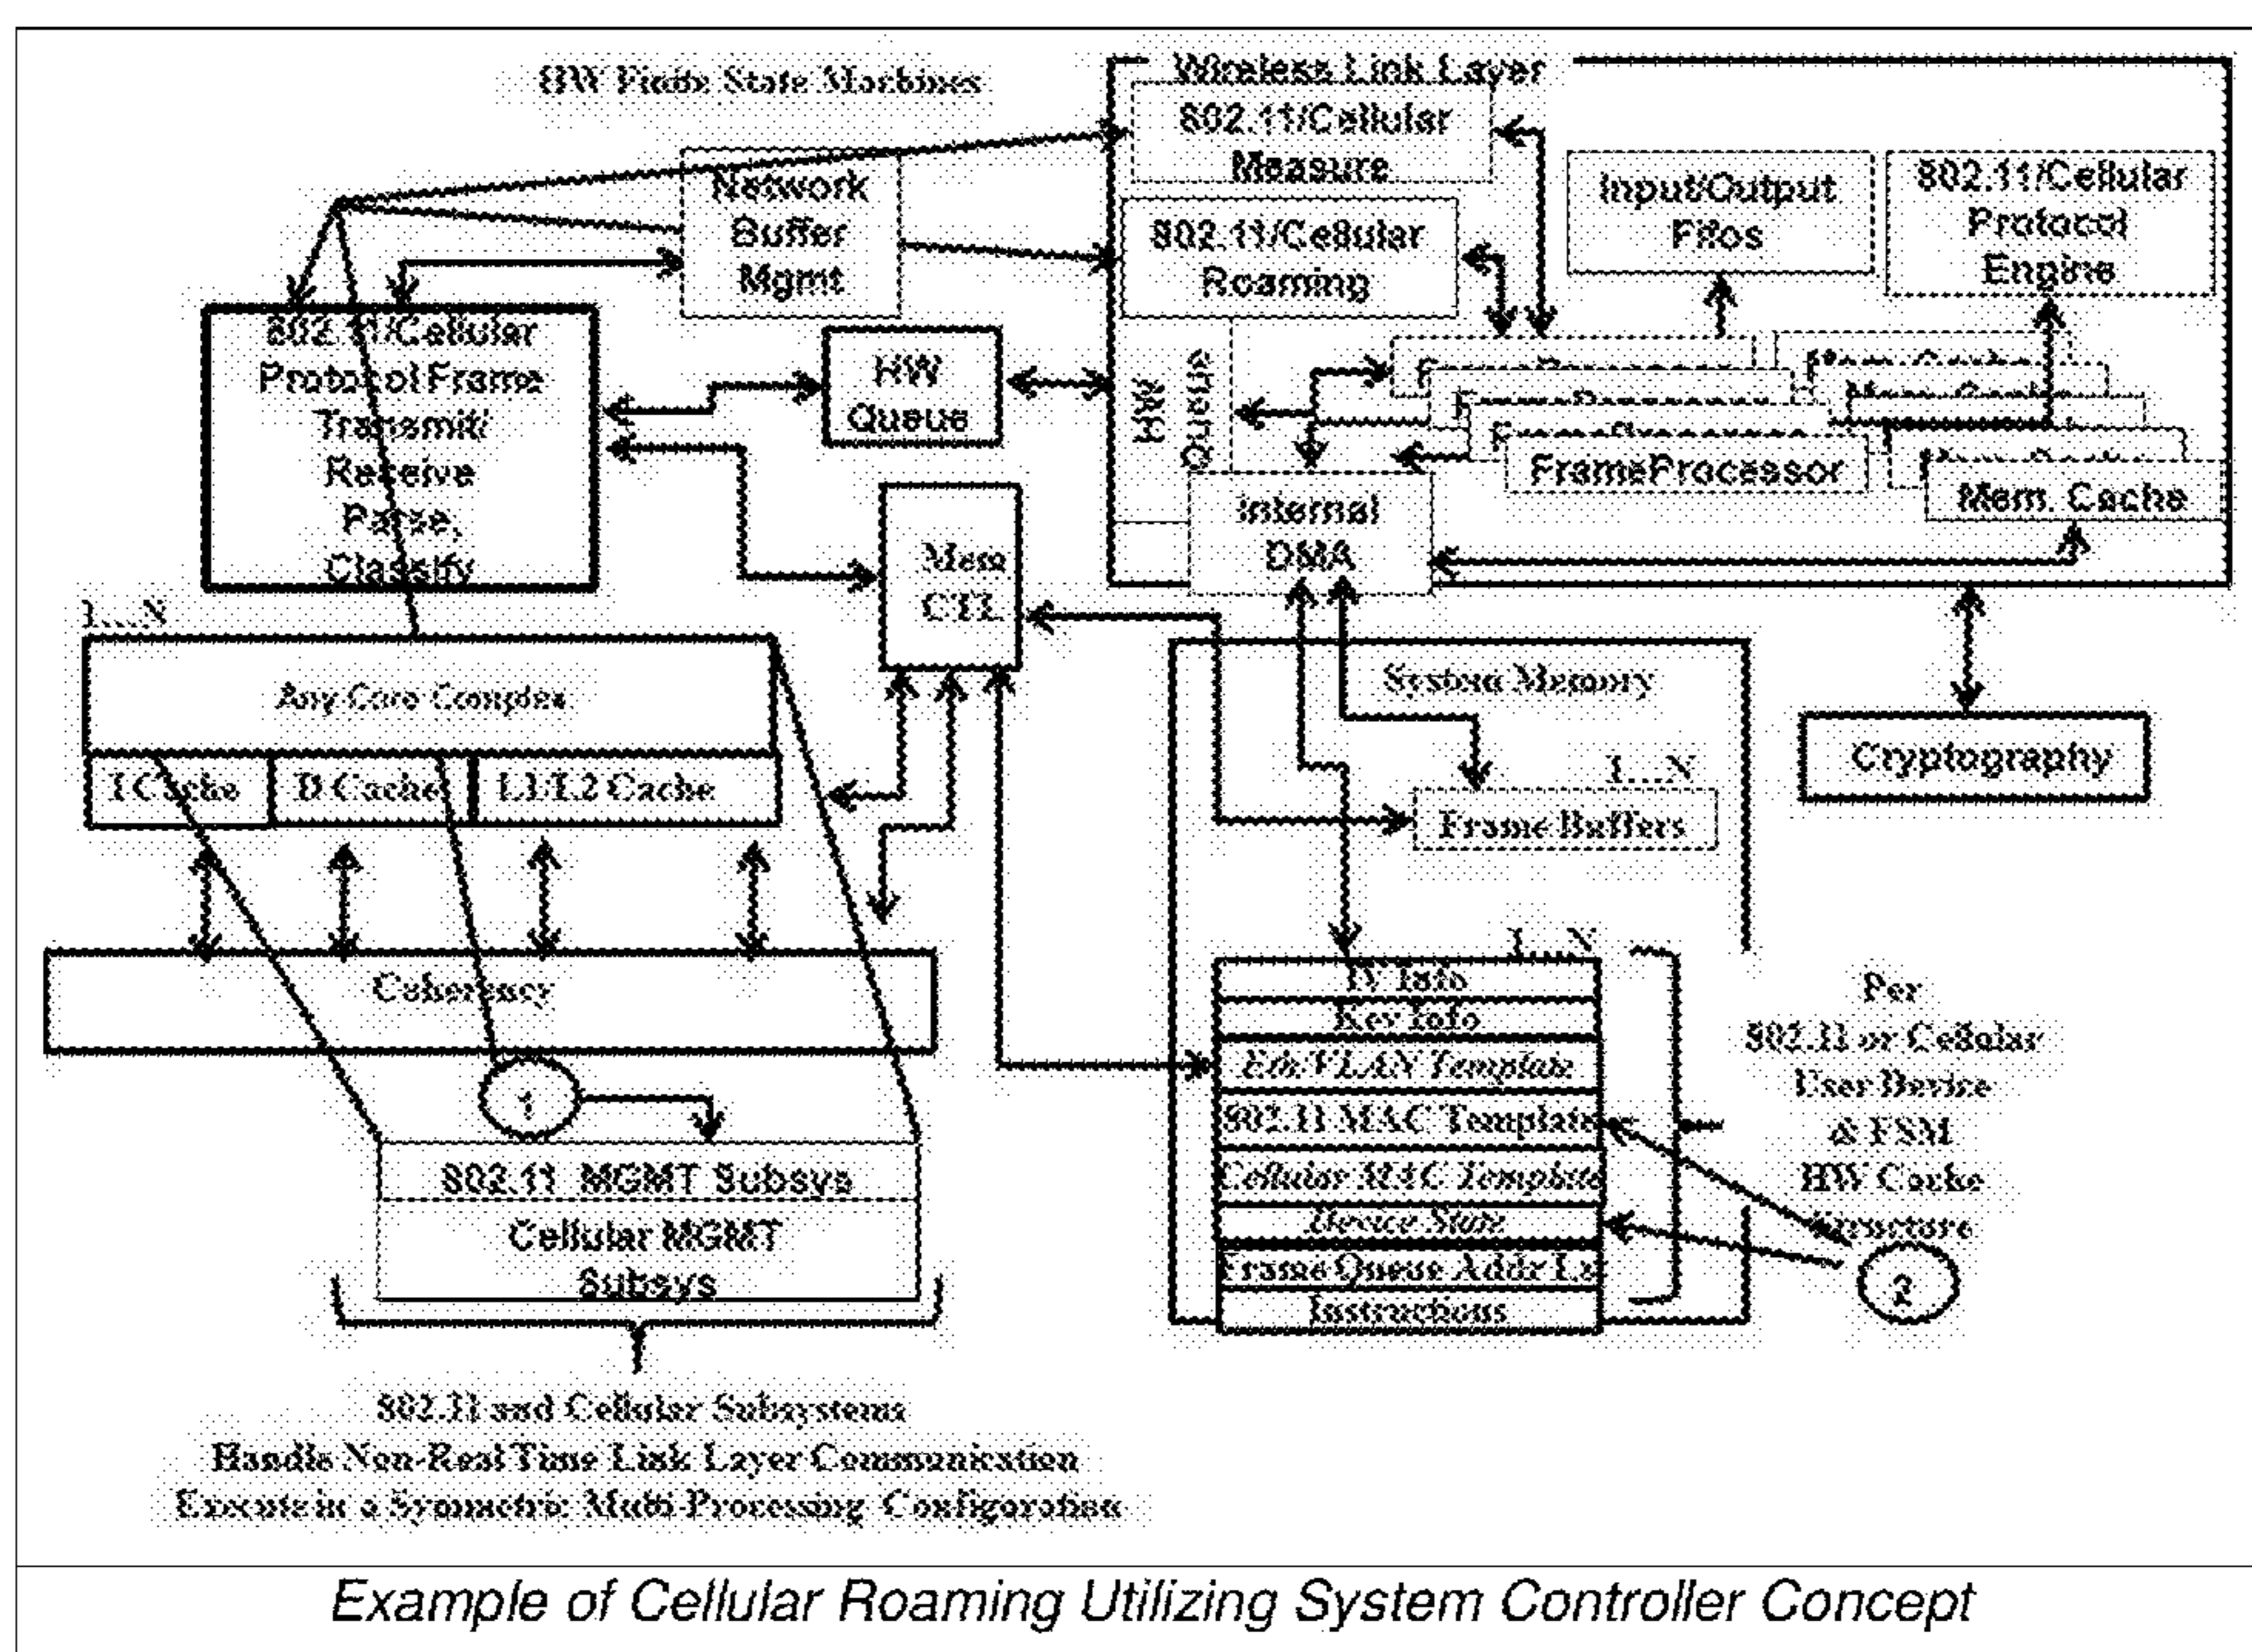 HW Finite State Machines
Wireless Link Layer
802.11/Cellular
Measure
Network
Buffer
Mgmt
802.11/Cellular
Roaming
Input/Output
Fifos
802.11/Cellular
Protocol
Engine
802.11/Cellular
Protocol Frame
Transmit/
Receive
Parse,
Classify
HW
Queue
HW
Queue
FrameProcessor
Mem. Cache
Internal
DMA
Mem
CTL
1...N
Any Core Complex
I Cache
D Cache
L1/L2 Cache
System Memory
1...N
Frame Buffers
Cryptography
Coherency
1...N
IV Info
Key Info
Eth/VLAN Template
802.11 MAC Template
Cellular MAC Template
Device State
Frame Queue Addr Ls
Instructions
Per
802.11 or Cellular
User Device
& FSM
HW Cache
Structure
1
2
802.11 MGMT Subsys
Cellular MGMT
Subsys
802.11 and Cellular Subsystems
Handle Non-Real Time Link Layer Communication
Execute in a Symmetric Multi-Processing Configuration
Example of Cellular Roaming Utilizing System Controller Concept